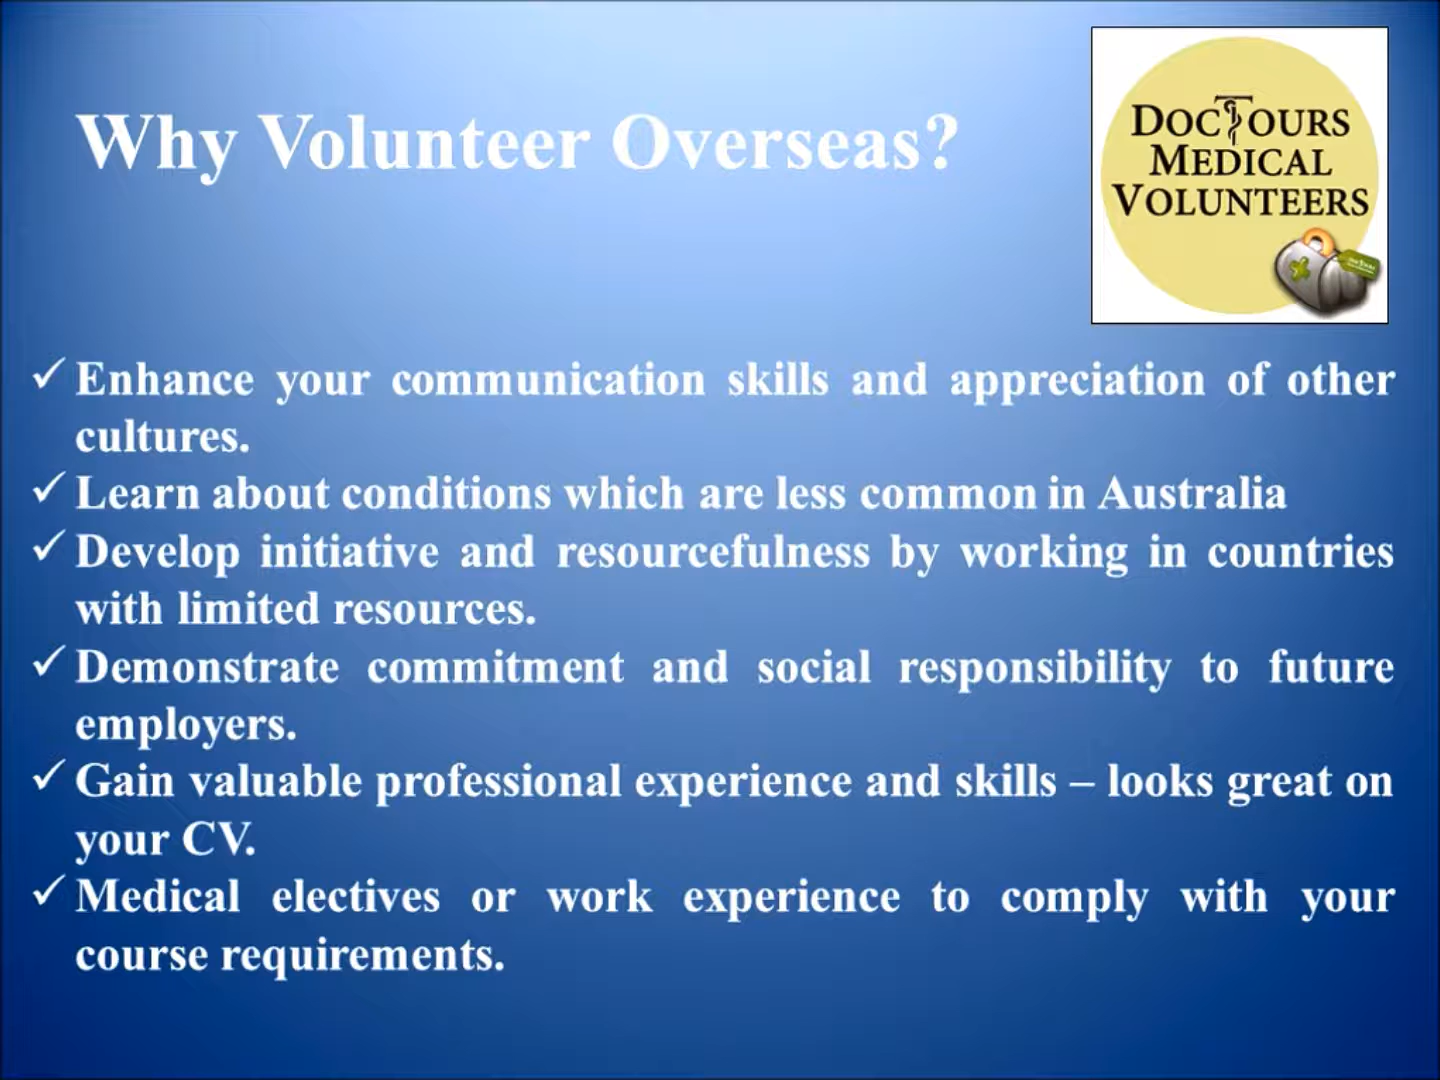 Why Volunteer Overseas?
DOCTOURS
MEDICAL
VOLUNTEERS
✓ Enhance your communication skills and appreciation of other
cultures.
✓ Learn about conditions which are less common in Australia
✓ Develop initiative and resourcefulness by working in countries
with limited resources.
✓ Demonstrate commitment and social responsibility to future
employers.
✓ Gain valuable professional experience and skills – looks great on
your CV.
✓ Medical electives or work experience to comply with your
course requirements.